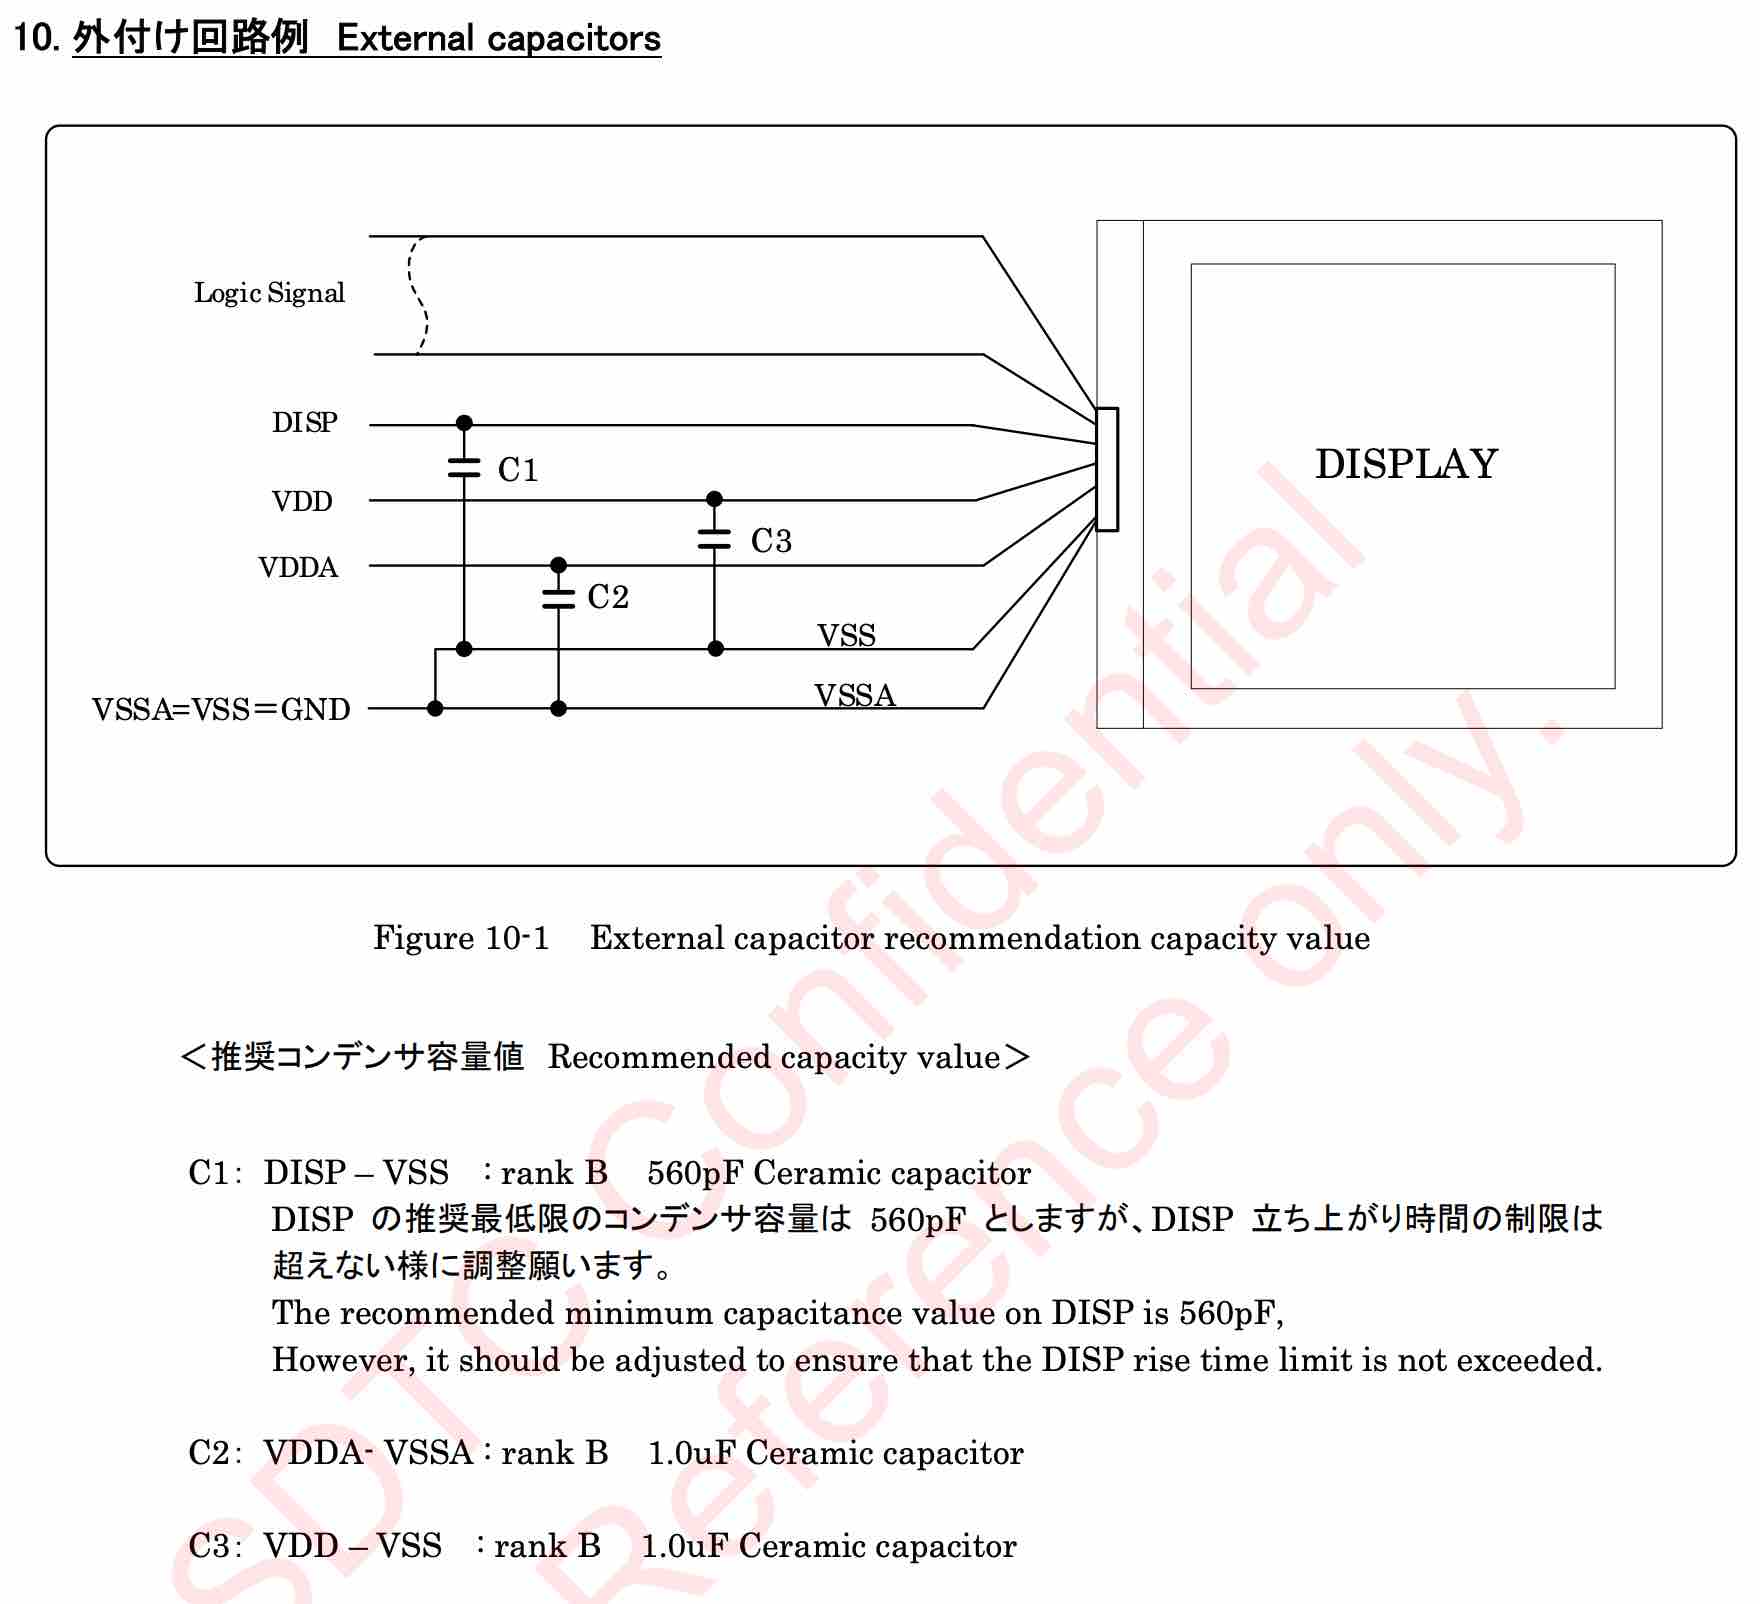 10. 外付け回路例 External capacitors
Logic Signal
DISP
C1
VDD
C3
VDDA
C2
VSS
VSSA
VSSA=VSS=GND
DISPLAY
Figure 10-1 External capacitor recommendation capacity value
<推奨コンデンサ容量値 Recommended capacity value>
C1: DISP – VSS : rank B 560pF Ceramic capacitor
DISP の推奨最低限のコンデンサ容量は 560pF としますが、DISP 立ち上がり時間の制限は
超えない様に調整願います。
The recommended minimum capacitance value on DISP is 560pF,
However, it should be adjusted to ensure that the DISP rise time limit is not exceeded.
C2: VDDA- VSSA : rank B 1.0uF Ceramic capacitor
C3: VDD – VSS : rank B 1.0uF Ceramic capacitor
SDTC Confidential
Reference only.